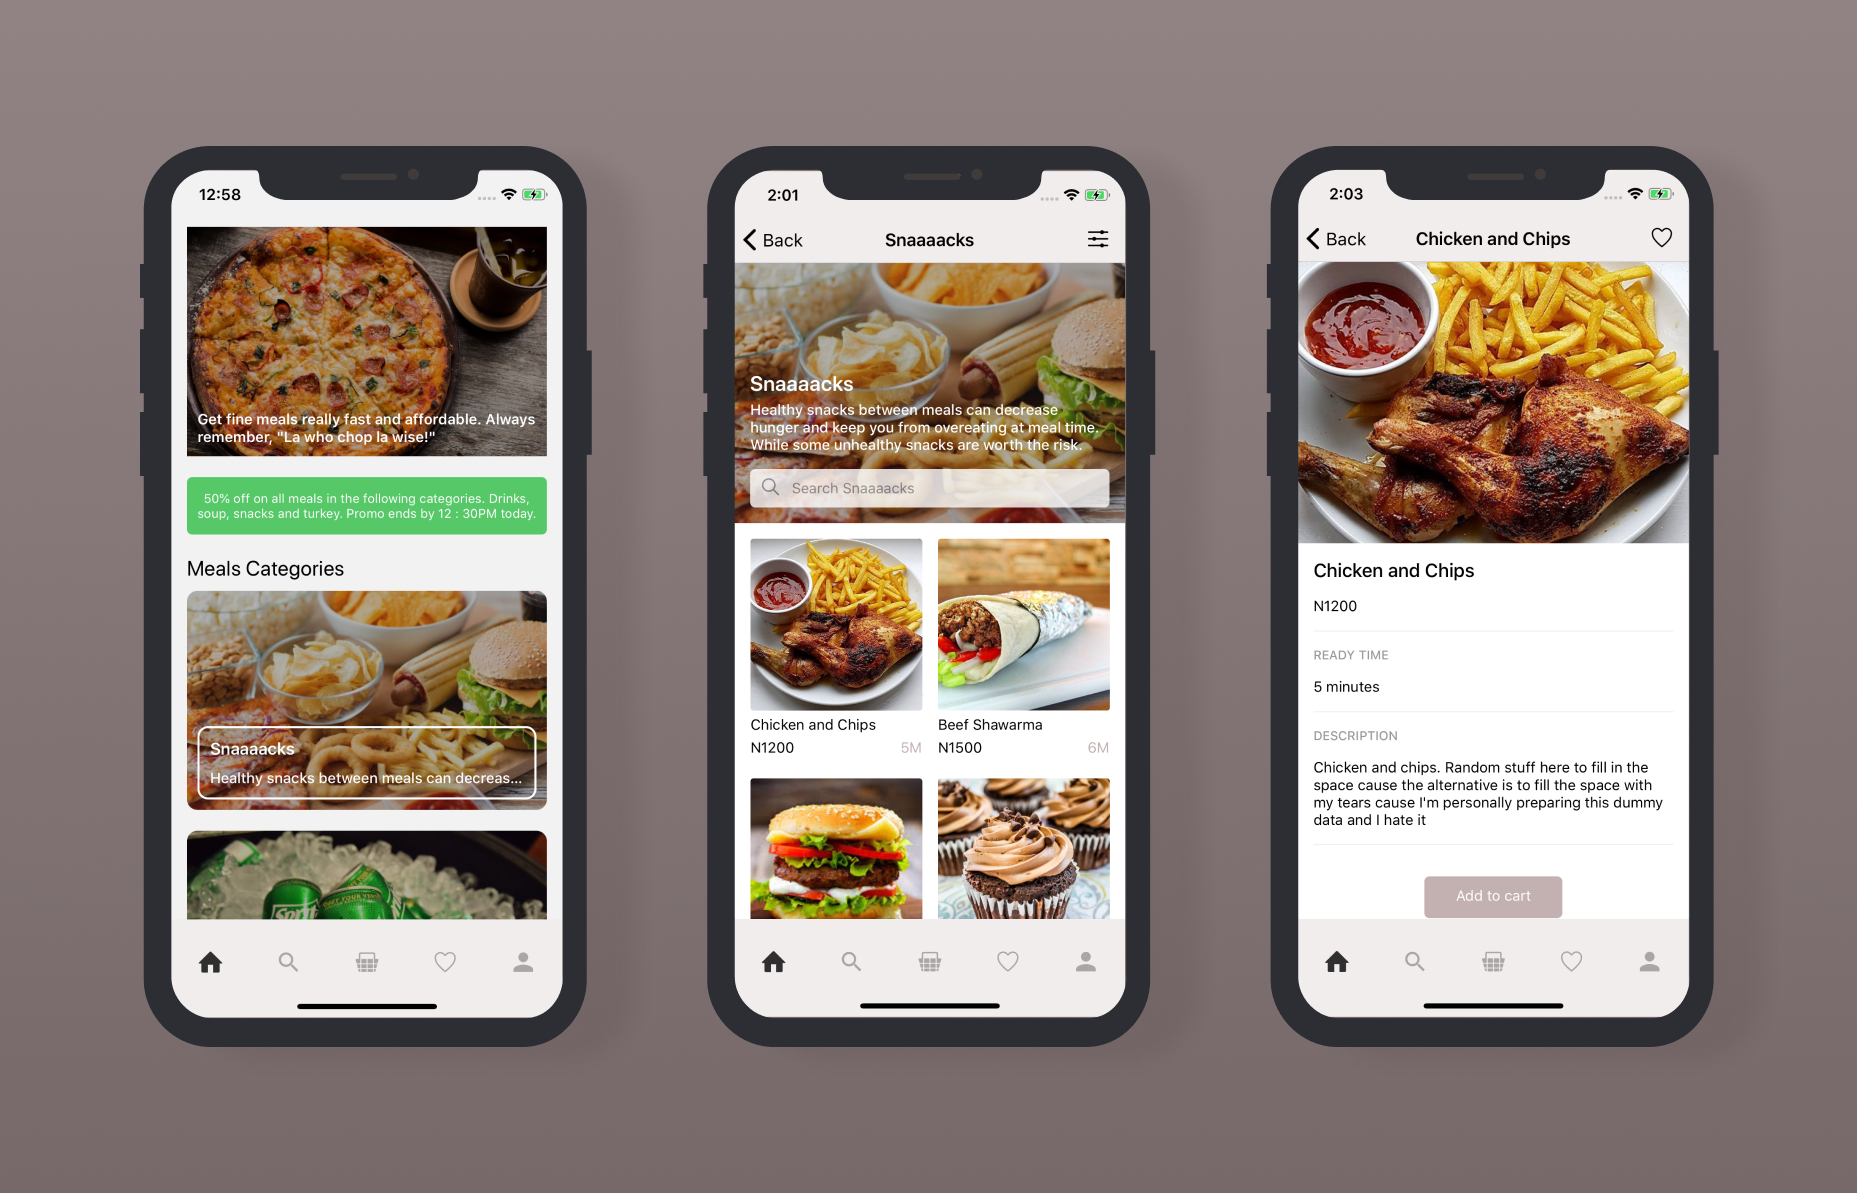 12:58
Get fine meals really fast and affordable. Always
remember, "La who chop la wise!"
50% off on all meals in the following categories. Drinks,
soup, snacks and turkey. Promo ends by 12 : 30PM today.
Meals Categories
Snaaaacks
Healthy snacks between meals can decreas...
2:01
Back
Snaaaacks
Snaaaacks
Healthy snacks between meals can decrease
hunger and keep you from overeating at meal time.
While some unhealthy snacks are worth the risk.
Search Snaaaacks
Chicken and Chips
N1200
5M
Beef Shawarma
N1500
6M
2:03
Back
Chicken and Chips
Chicken and Chips
N1200
READY TIME
5 minutes
DESCRIPTION
Chicken and chips. Random stuff here to fill in the
space cause the alternative is to fill the space with
my tears cause I'm personally preparing this dummy
data and I hate it
Add to cart